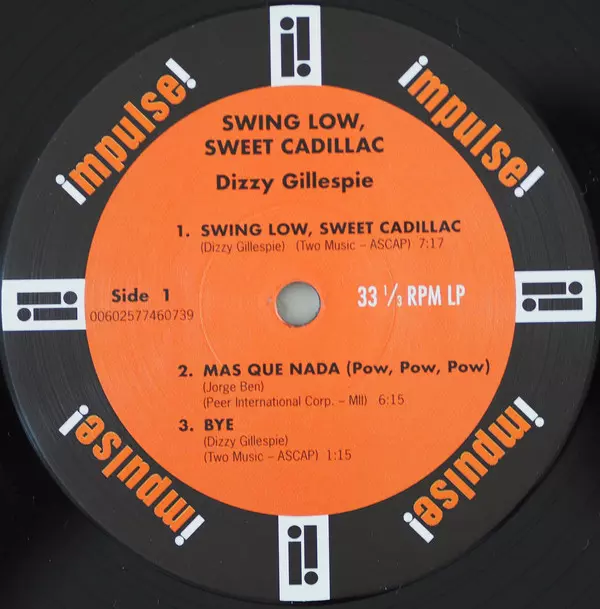 impulse!
impulse!
SWING LOW,
SWEET CADILLAC
Dizzy Gillespie
1. SWING LOW, SWEET CADILLAC
(Dizzy Gillespie) (Two Music – ASCAP) 7:17
Side 1
00602577460739
33 1/3 RPM LP
2. MAS QUE NADA (Pow, Pow, Pow)
(Jorge Ben)
(Peer International Corp. – MII) 6:15
3. BYE
(Dizzy Gillespie)
(Two Music – ASCAP) 1:15
impulse!
impulse!